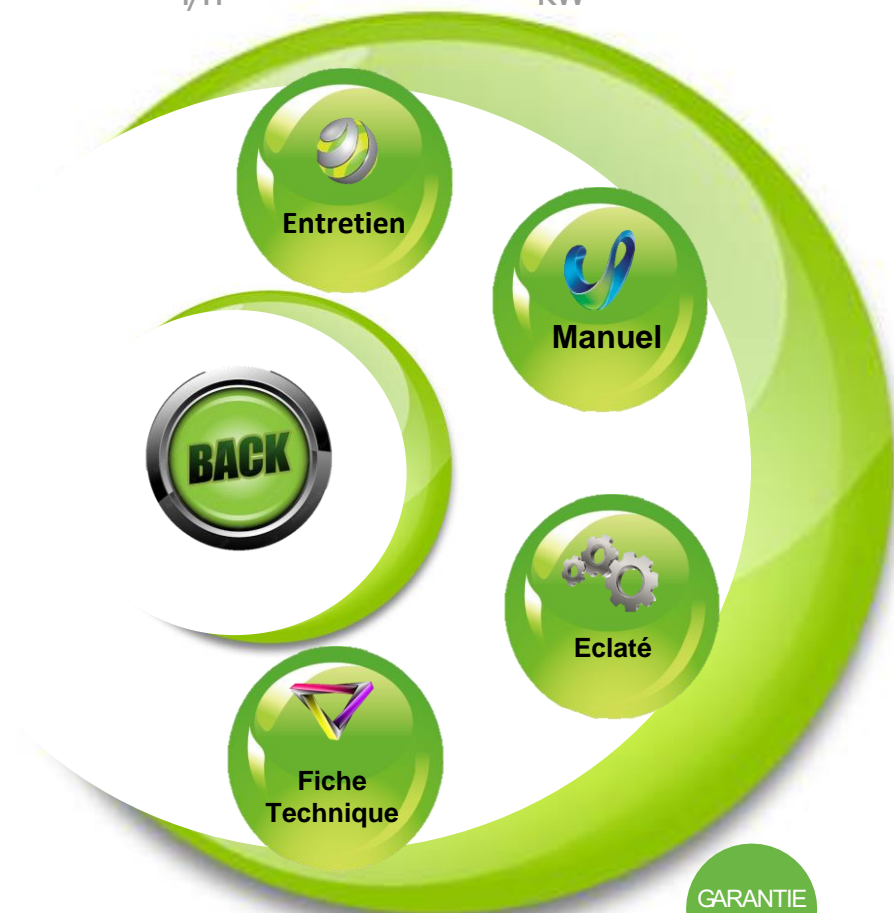 Entretien
Manuel
BACK
Eclaté
Fiche
Technique
GARANTIE